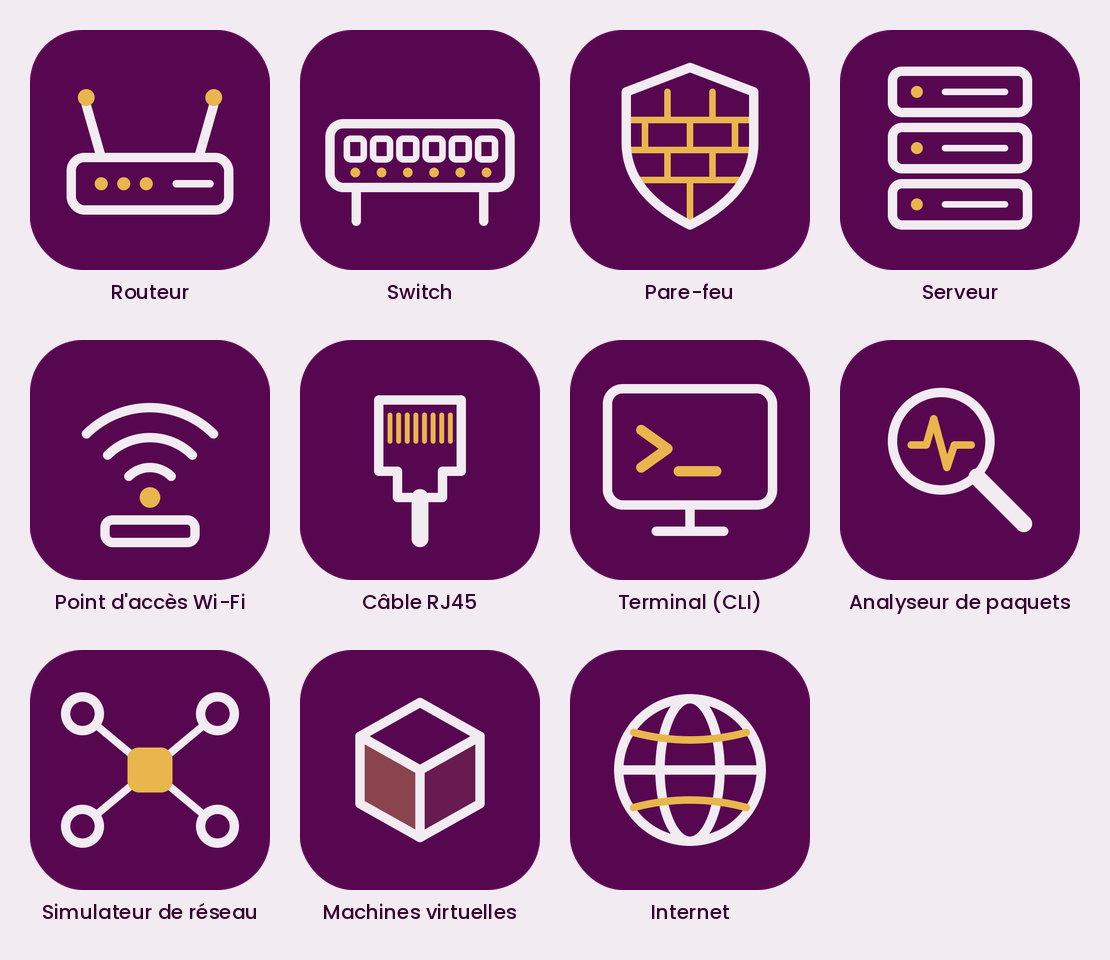 Routeur
Switch
Pare-feu
Serveur
Point d'accès Wi-Fi
Câble RJ45
Terminal (CLI)
Analyseur de paquets
Simulateur de réseau
Machines virtuelles
Internet